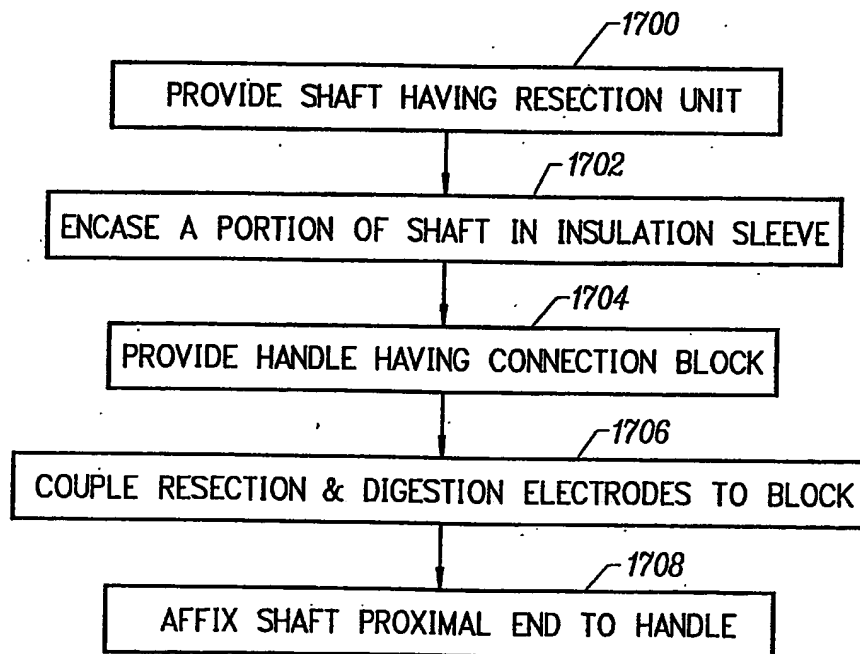 1700
PROVIDE SHAFT HAVING RESECTION UNIT
1702
ENCASE A PORTION OF SHAFT IN INSULATION SLEEVE
1704
PROVIDE HANDLE HAVING CONNECTION BLOCK
1706
COUPLE RESECTION & DIGESTION ELECTRODES TO BLOCK
1708
AFFIX SHAFT PROXIMAL END TO HANDLE